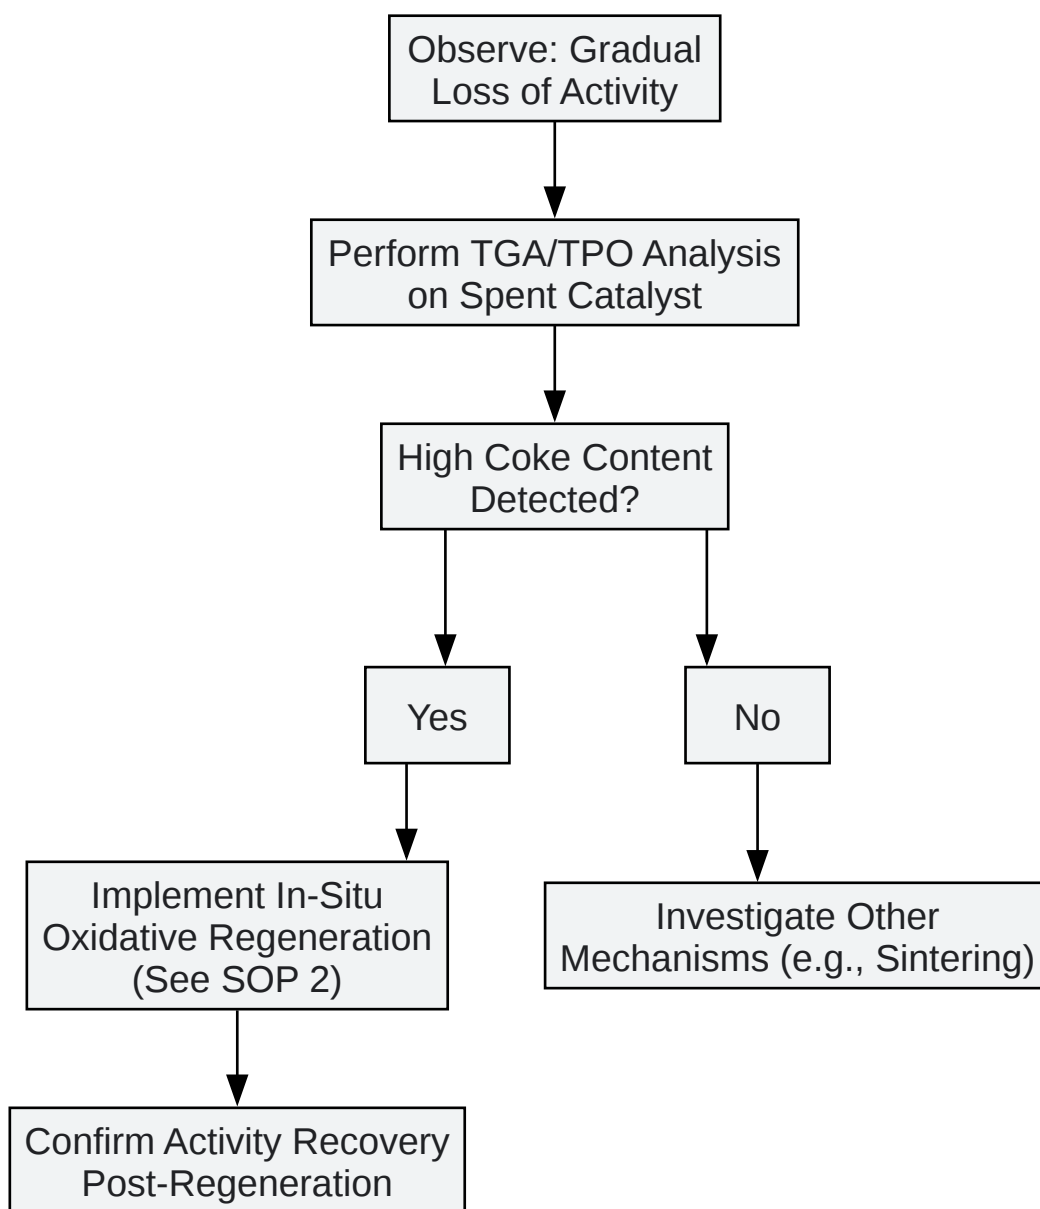 Observe: Gradual
Loss of Activity
Perform TGA/TPO Analysis
on Spent Catalyst
High Coke Content
Detected?
Yes
No
Implement In-Situ
Oxidative Regeneration
(See SOP 2)
Investigate Other
Mechanisms (e.g., Sintering)
Confirm Activity Recovery
Post-Regeneration